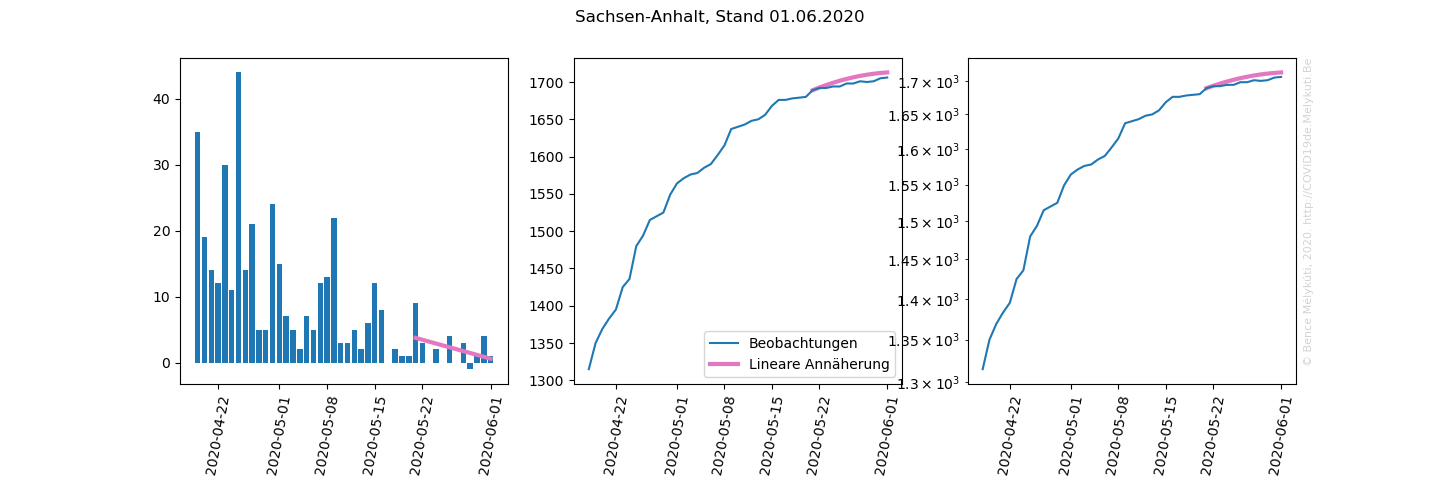 Sachsen-Anhalt, Stand 01.06.2020
40
30
20
10
0
2020-04-22
2020-05-01
2020-05-08
2020-05-15
2020-05-22
2020-06-01
1700
1650
1600
1550
1500
1450
1400
1350
1300
Beobachtungen
Lineare Annäherung
2020-04-22
2020-05-01
2020-05-08
2020-05-15
2020-05-22
2020-06-01
1.7 × 10³
1.65 × 10³
1.6 × 10³
1.55 × 10³
1.5 × 10³
1.45 × 10³
1.4 × 10³
1.35 × 10³
1.3 × 10³
2020-04-22
2020-05-01
2020-05-08
2020-05-15
2020-05-22
2020-06-01
© Bence Mélykúti, 2020. http://COVID19de.Melykuti.Be